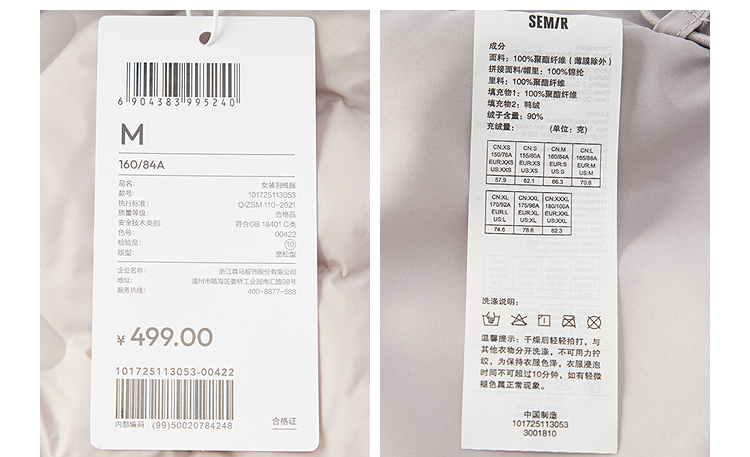 6 904383 995240
M
160/84A
品名: 女装羽绒服
款号: 101725113053
执行标准: Q/ZSM 110-2021
质量等级: 合格品
安全技术类别: 符合GB 18401 C类
色号: 00422
检验员: 10
版型: 宽松型
企业名称: 浙江森马服饰股份有限公司
地址: 温州市瓯海区娄桥工业园南汇路98号
服务热线: 400-8877-588
¥ 499.00
101725113053-00422
内部编码 (99)50020784248
合格证
SEM/R
成分
面料: 100%聚酯纤维 (薄膜除外)
拼接面料/帽里: 100%锦纶
里料: 100%聚酯纤维
填充物1: 100%聚酯纤维
填充物2: 鸭绒
绒子含量: 90%
充绒量: (单位: 克)
CN:XS CN:S CN:M CN:L
150/76A 155/80A 160/84A 165/88A
EUR:XXS EUR:XS EUR:S EUR:M
US:XXS US:XS US:S US:M
57.9 62.1 66.3 70.6
CN:XL CN:XXL CN:XXXL
170/92A 175/96A 180/100A
EUR:L EUR:XL EUR:XXL
US:L US:XL US:XXL
74.6 78.6 82.3
洗涤说明:
温馨提示: 干燥后轻轻拍打, 与
其他衣物分开洗涤, 不可用力拧
绞, 为保持衣服色泽, 衣服浸泡
时间不可超过10分钟, 如有轻微
褪色属正常现象。
中国制造
101725113053
3001810